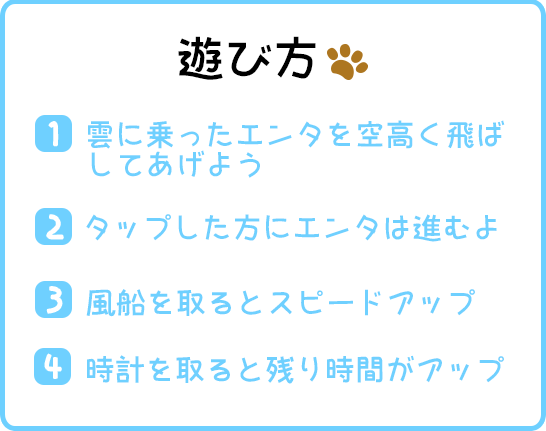 遊び方
1 雲に乗ったエンタを空高く飛ば
してあげよう
2 タップした方にエンタは進むよ
3 風船を取るとスピードアップ
4 時計を取ると残り時間がアップ